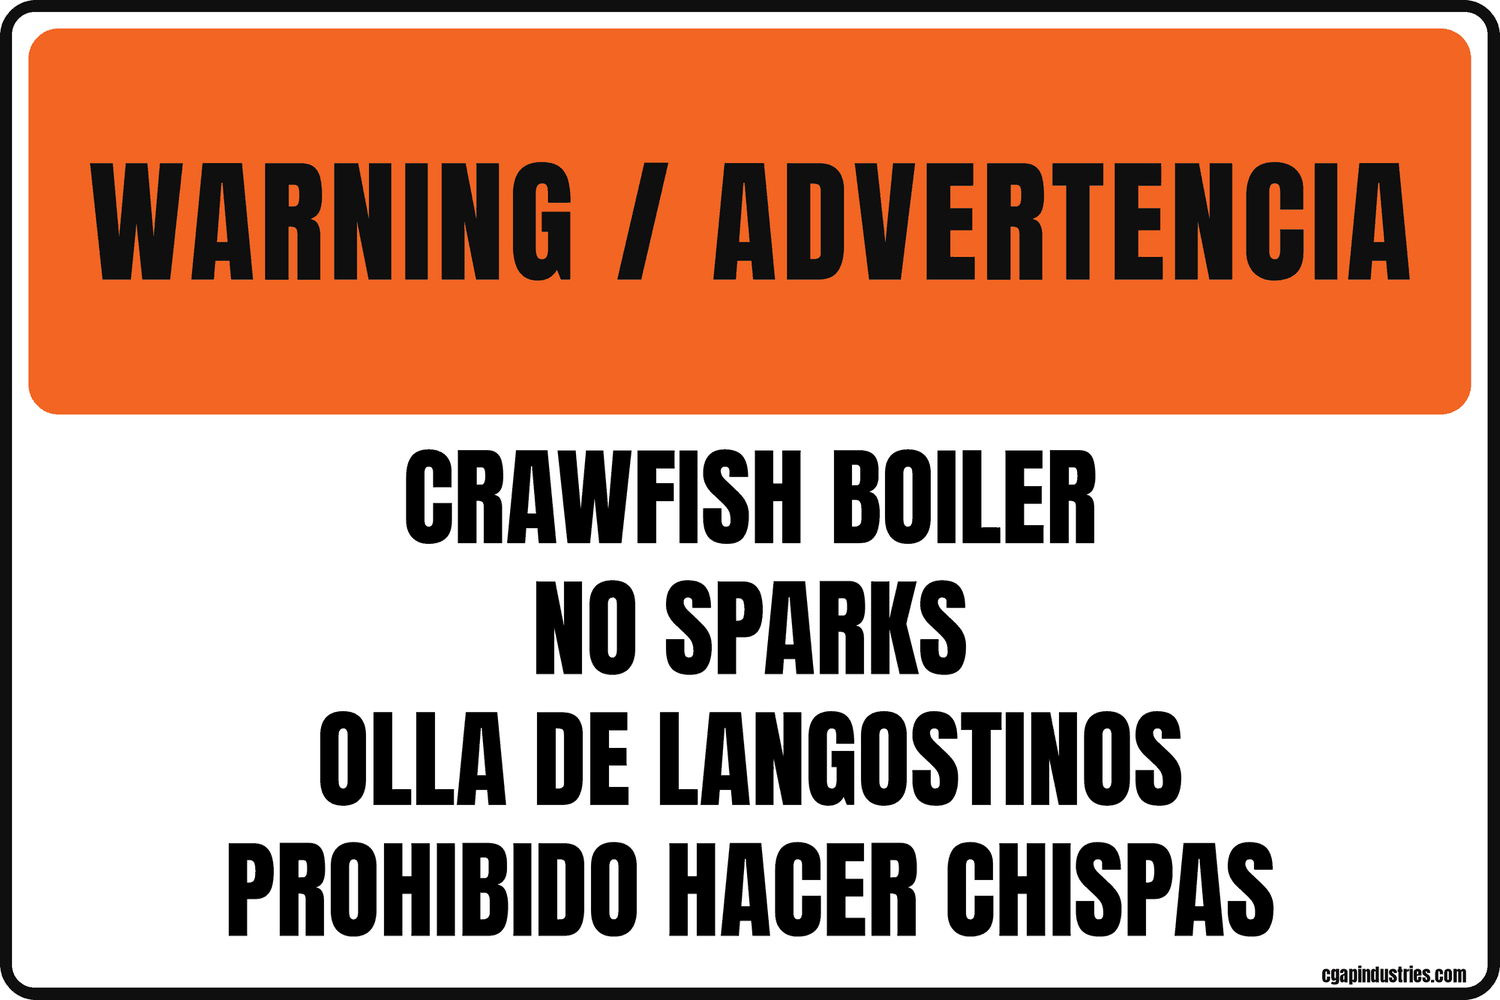 WARNING / ADVERTENCIA
CRAWFISH BOILER
NO SPARKS
OLLA DE LANGOSTINOS
PROHIBIDO HACER CHISPAS
cgapindustries.com